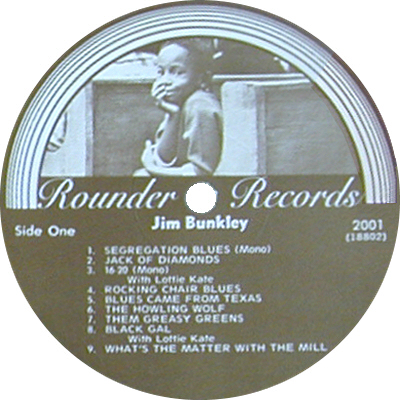 Rounder Records
Jim Bunkley
Side One
2001
(18802)
1. SEGREGATION BLUES (Mono)
2. JACK OF DIAMONDS
3. 16-20 (Mono)
With Lottie Kate
4. ROCKING CHAIR BLUES
5. BLUES CAME FROM TEXAS
6. THE HOWLING WOLF
7. THEM GREASY GREENS
8. BLACK GAL
With Lottie Kate
9. WHAT'S THE MATTER WITH THE MILL